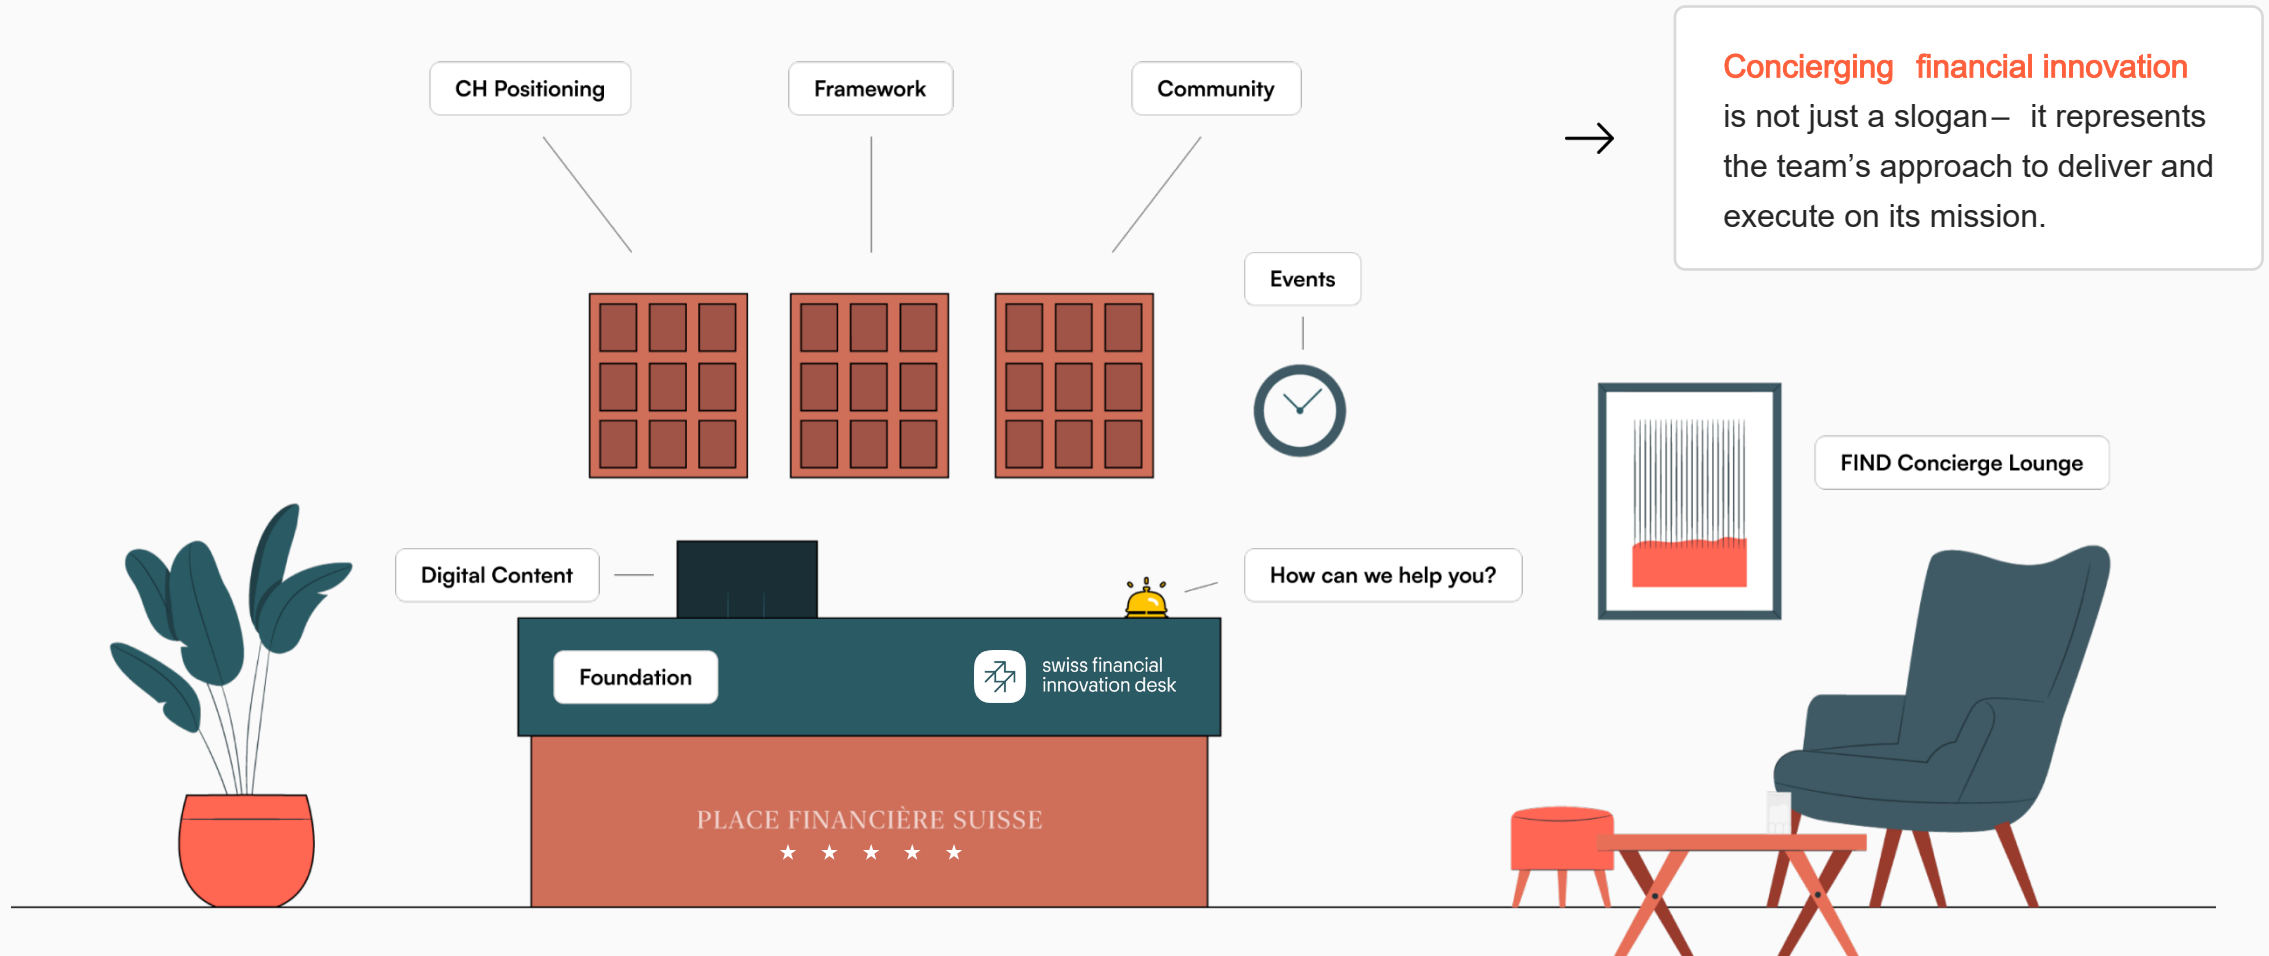 CH Positioning
Framework
Community
Concierging financial innovation
is not just a slogan – it represents
the team's approach to deliver and
execute on its mission.
Events
FIND Concierge Lounge
Digital Content
How can we help you?
Foundation
swiss financial
innovation desk
PLACE FINANCIÈRE SUISSE